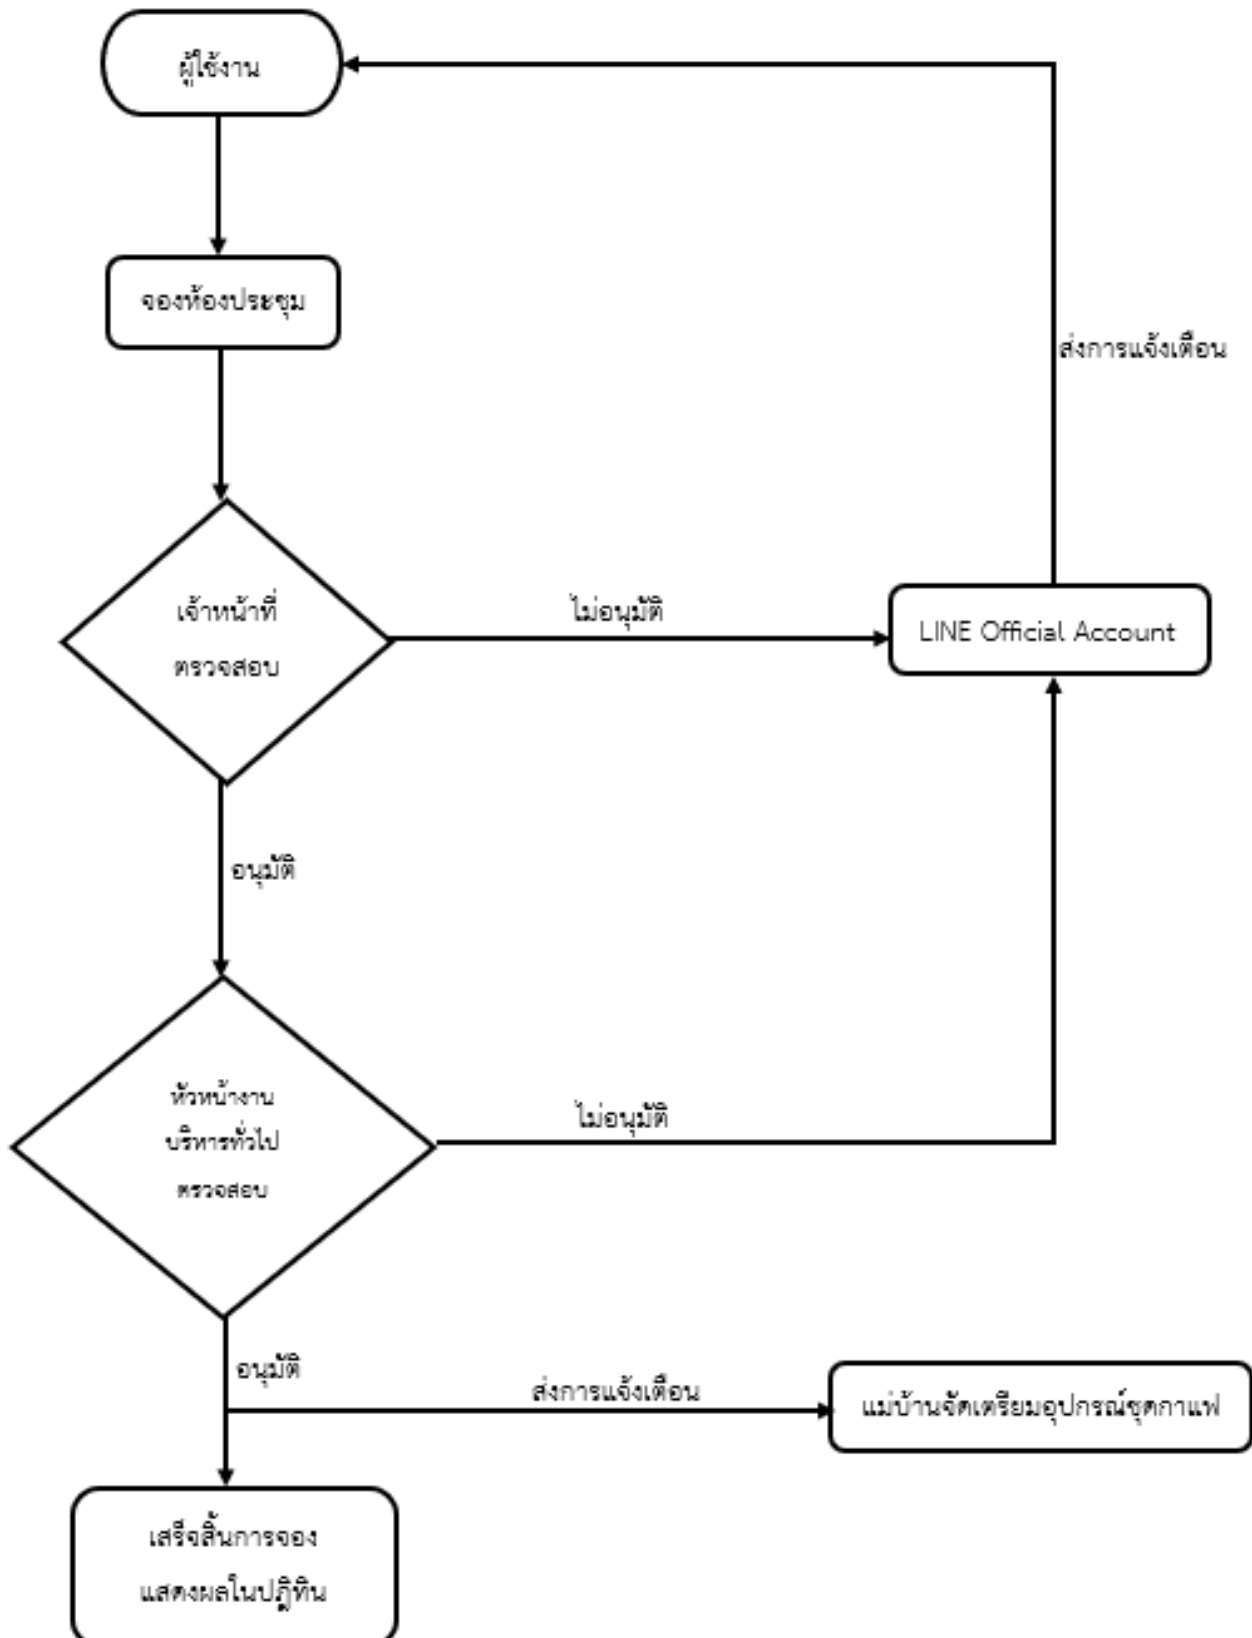 ผู้ใช้งาน
จองห้องประชุม
ส่งการแจ้งเตือน
เจ้าหน้าที่
ตรวจสอบ
ไม่อนุมัติ
LINE Official Account
อนุมัติ
หัวหน้างาน
บริหารทั่วไป
ตรวจสอบ
ไม่อนุมัติ
อนุมัติ
ส่งการแจ้งเตือน
แม่บ้านจัดเตรียมอุปกรณ์ชุดกาแฟ
เสร็จสิ้นการจอง
แสดงผลในปฎิทิน